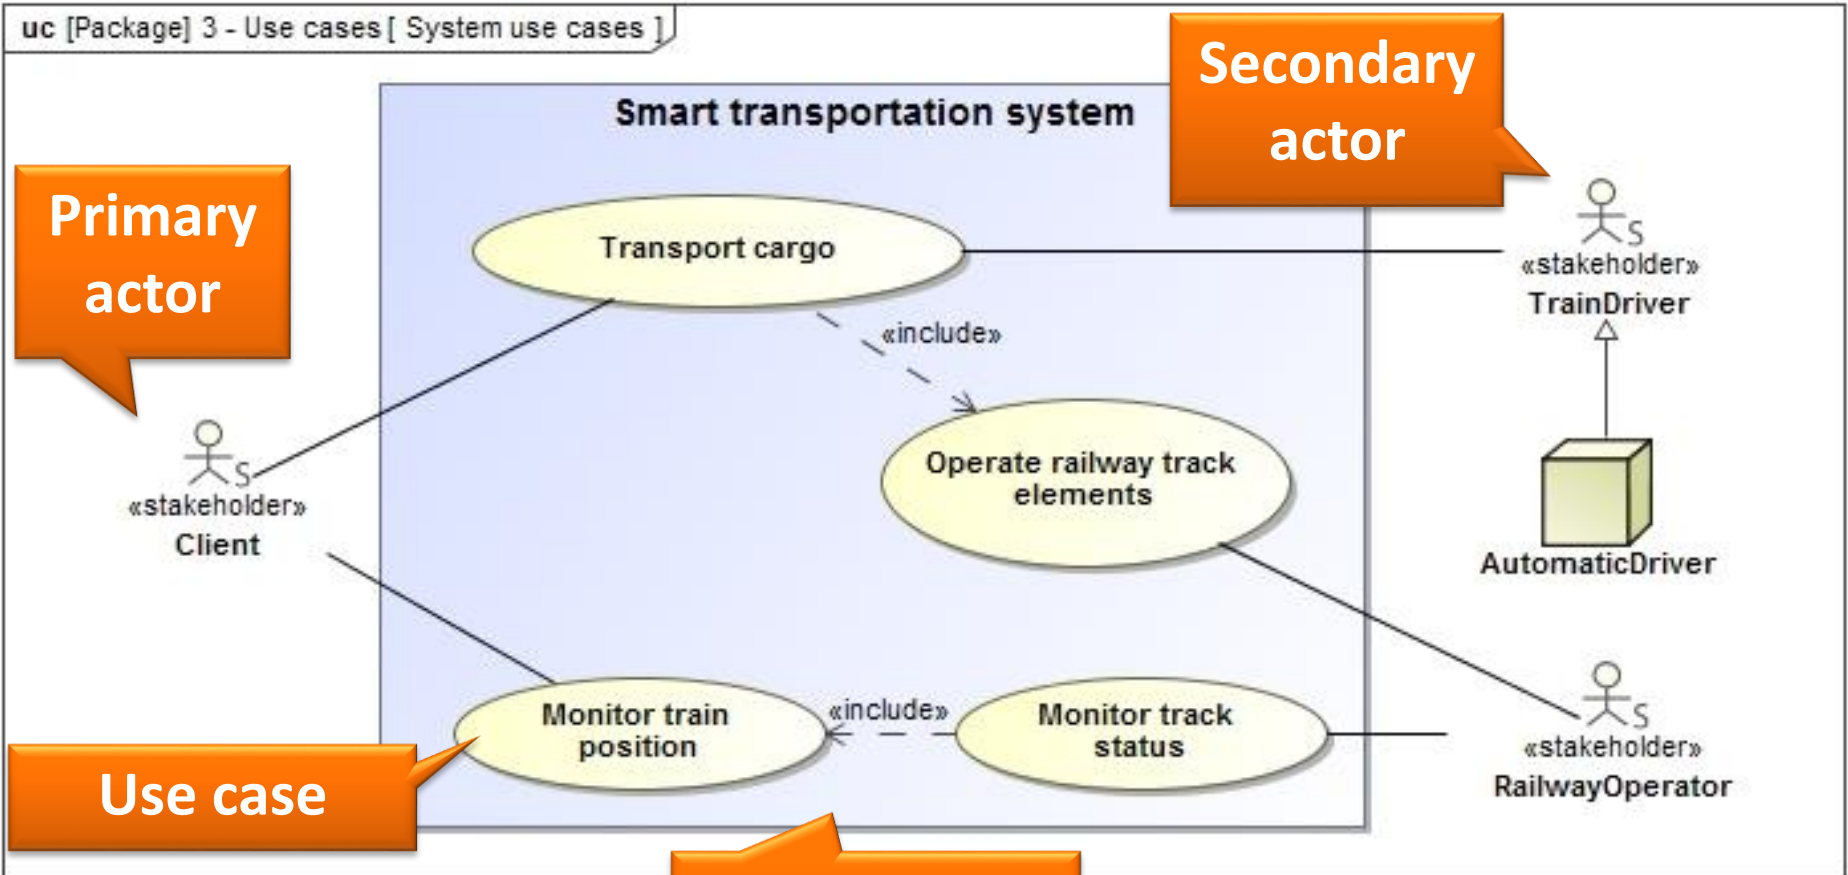 uc [Package] 3 - Use cases [ System use cases ]
Secondary
actor
Smart transportation system
Primary
actor
Transport cargo
«stakeholder»
TrainDriver
«include»
Operate railway track
elements
«stakeholder»
Client
AutomaticDriver
Monitor train
position
«include»
Monitor track
status
«stakeholder»
RailwayOperator
Use case
S
S
S